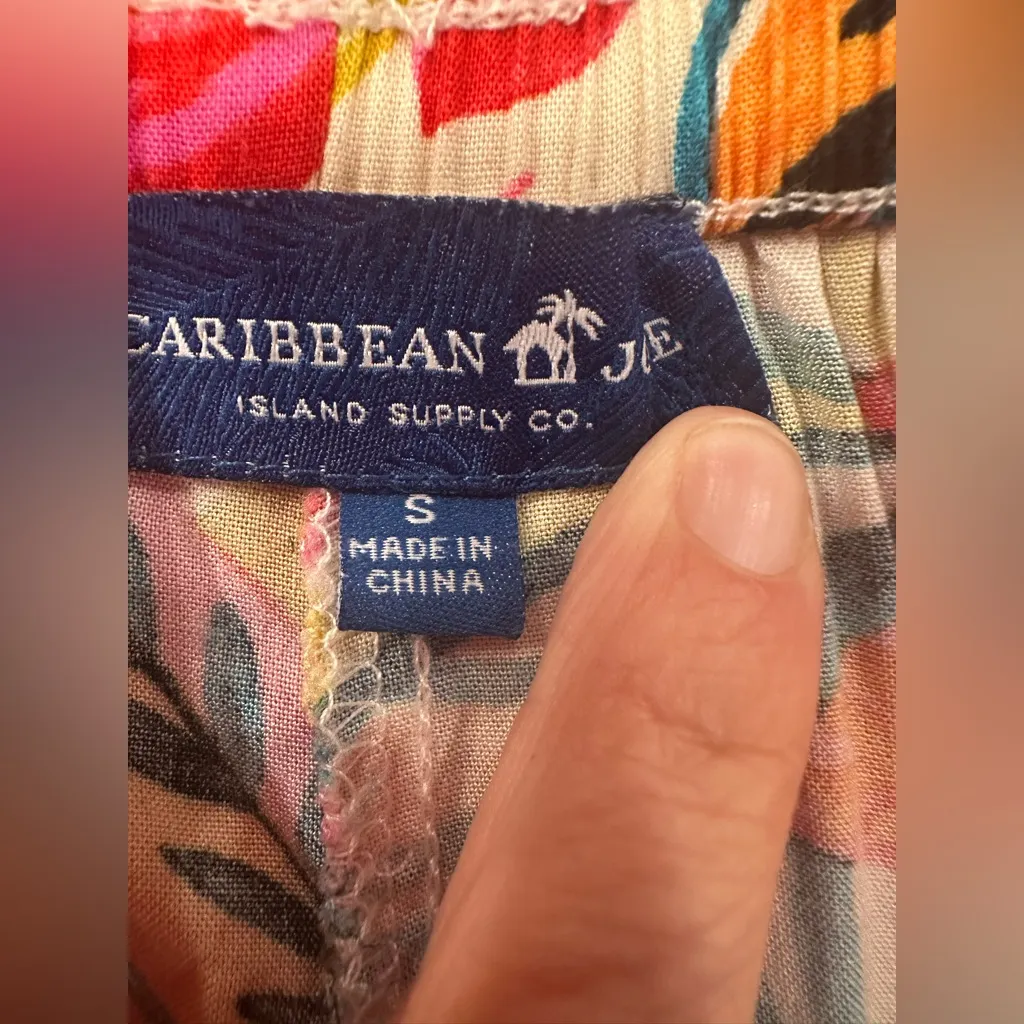 CARIBBEAN JOE
ISLAND SUPPLY CO.
S
MADE IN
CHINA